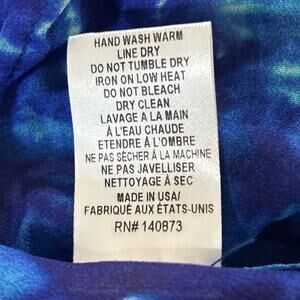 HAND WASH WARM
LINE DRY
DO NOT TUMBLE DRY
IRON ON LOW HEAT
DO NOT BLEACH
DRY CLEAN
LAVAGE A LA MAIN
À L'EAU CHAUDE
ETENDRE À L'OMBRE
NE PAS SÈCHER À LA MACHINE
NE PAS JAVELLISER
NETTOYAGE À SEC
MADE IN USA/
FABRIQUÉ AUX ÉTATS-UNIS
RN# 140873